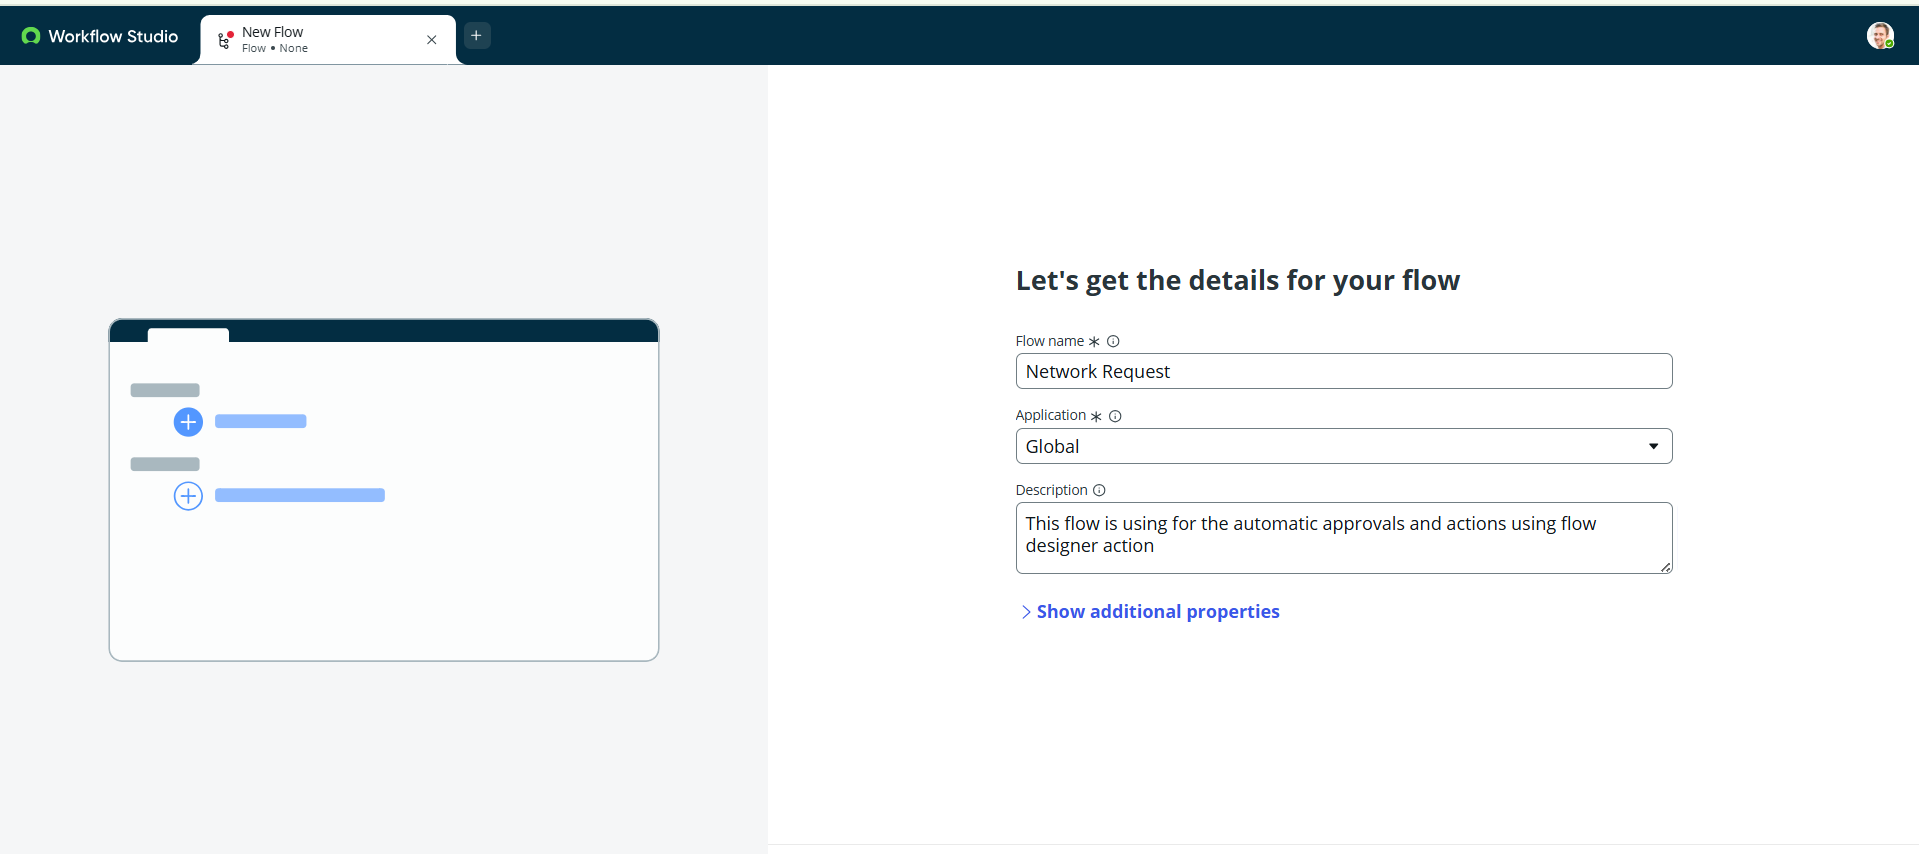 Workflow Studio
New Flow
Flow • None
Let's get the details for your flow
Flow name *
Network Request
Application *
Global
Description
This flow is using for the automatic approvals and actions using flow
designer action
Show additional properties